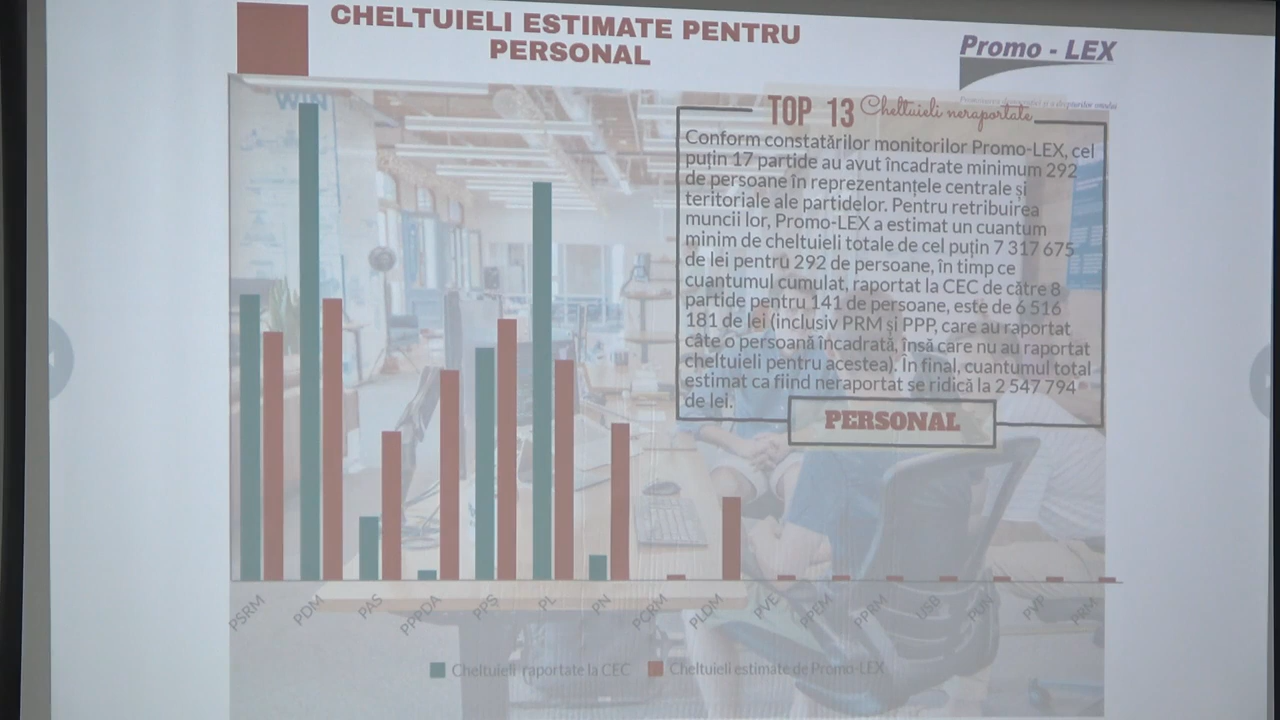 CHELTUIELI ESTIMATE PENTRU
PERSONAL
Promo - LEX
WIN
TOP 13 Cheltuieli neraportate
Conform constatărilor monitorilor Promo-LEX, cel
puțin 17 partide au avut încadrate minimum 292
de persoane în reprezentanțele centrale și
teritoriale ale partidelor. Pentru retribuirea
muncii lor, Promo-LEX a estimat un cuantum
minim de cheltuieli totale de cel puțin 7 317 675
de lei pentru 292 de persoane, în timp ce
cuantumul cumulat, raportat la CEC de către 8
partide pentru 141 de persoane, este de 6 516
181 de lei (inclusiv PRM și PPP, care au raportat
câte o persoană încadrată, însă care nu au raportat
cheltuieli pentru acestea). În final, cuantumul total
estimat ca fiind neraportat se ridică la 2 547 794
de lei.
PERSONAL
PSRM PDM PAS PPPDA PPȘ PL PN PCRM PLDM PVE PPEM PPRM USB PUN PVP PRM
Cheltuieli raportate la CEC Cheltuieli estimate de Promo-LEX